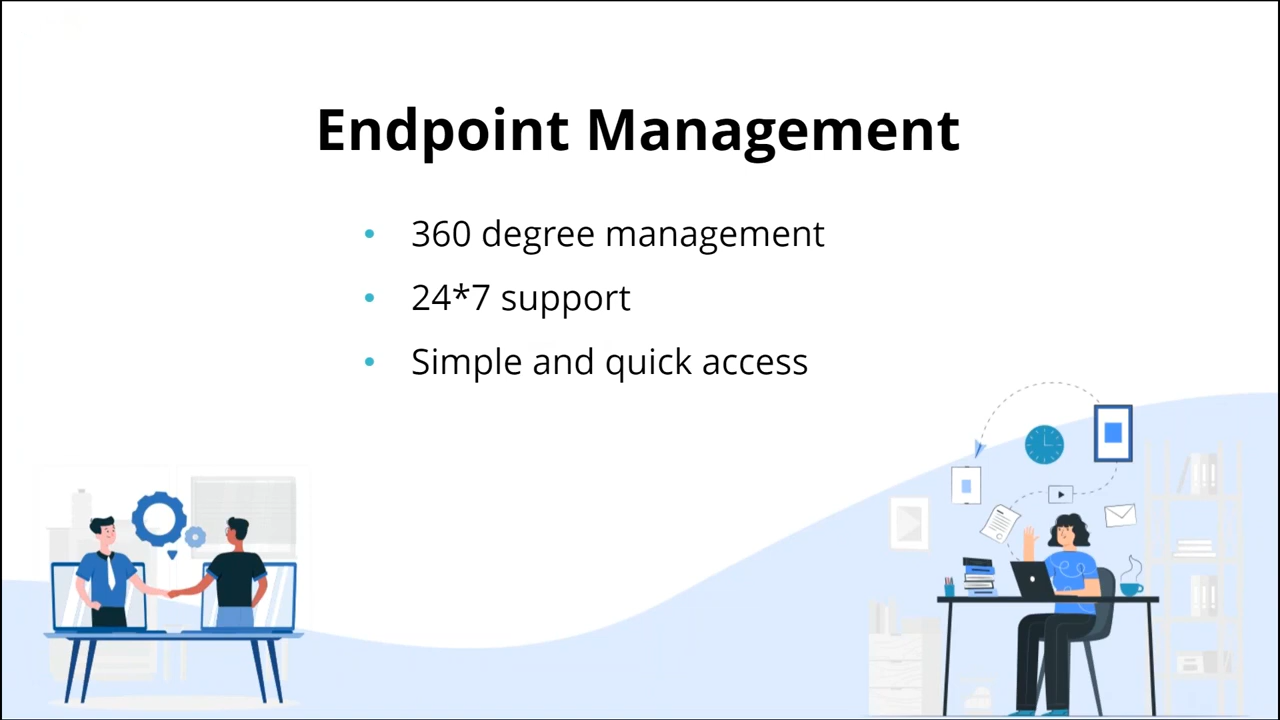 Endpoint Management
• 360 degree management
• 24*7 support
• Simple and quick access